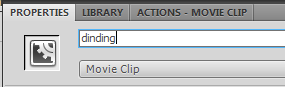 PROPERTIES LIBRARY ACTIONS - MOVIE CLIP
dinding
Movie Clip